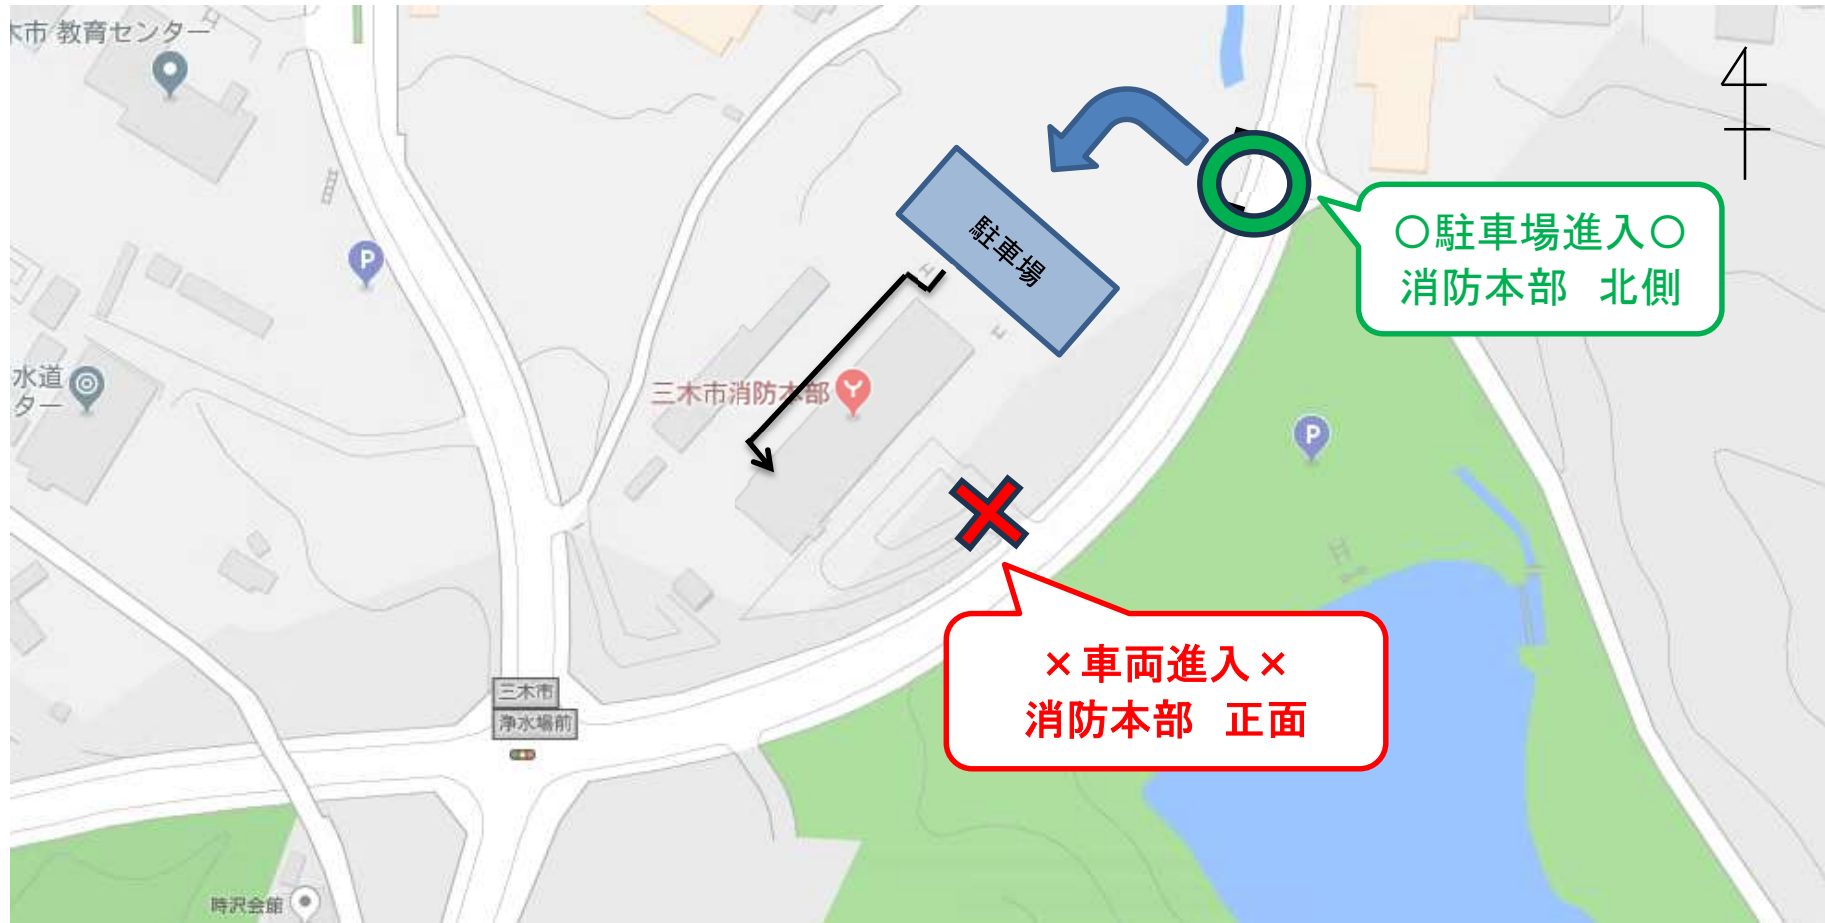 木市 教育センター
〇駐車場進入〇
消防本部 北側
駐車場
P
水道
ター
三木市消防本部
P
×車両進入×
消防本部 正面
三木市
浄水場前
時沢会館